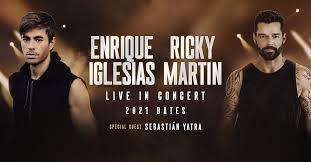 ENRIQUE RICKY
IGLESIAS MARTIN
LIVE IN CONCERT
2021 DATES
SPECIAL GUEST SEBASTIÁN YATRA